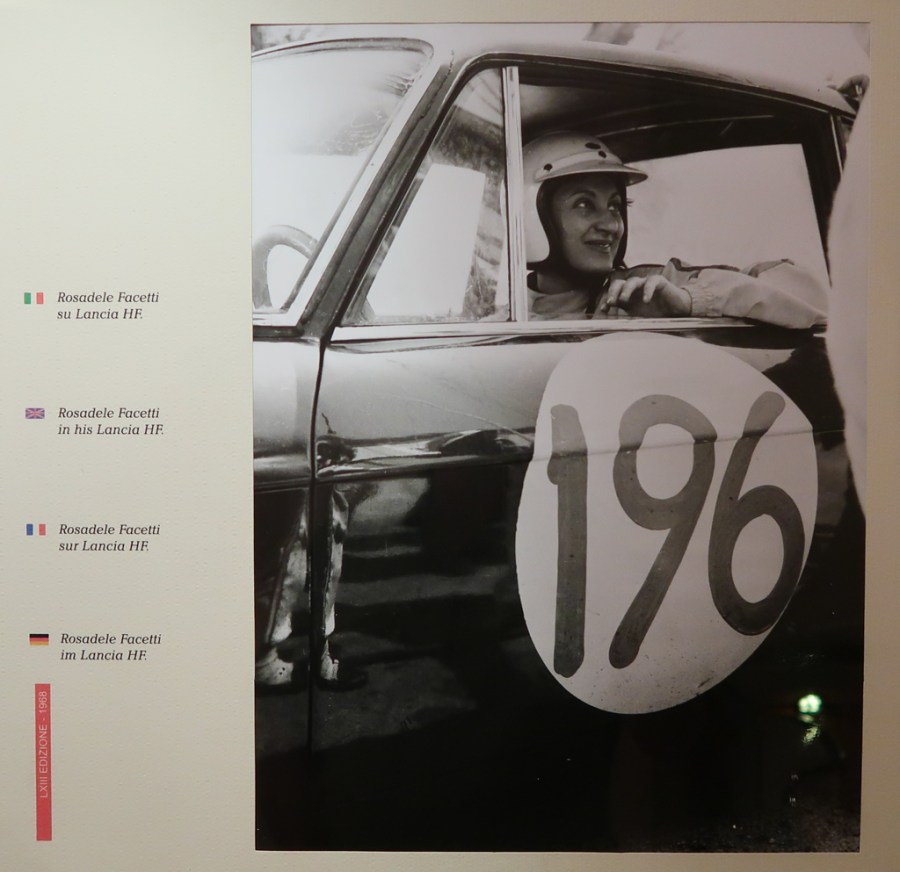 Rosadele Facetti
su Lancia HF.
Rosadele Facetti
in his Lancia HF.
Rosadele Facetti
sur Lancia HF.
Rosadele Facetti
im Lancia HF.
LXIII EDIZIONE - 1968
196